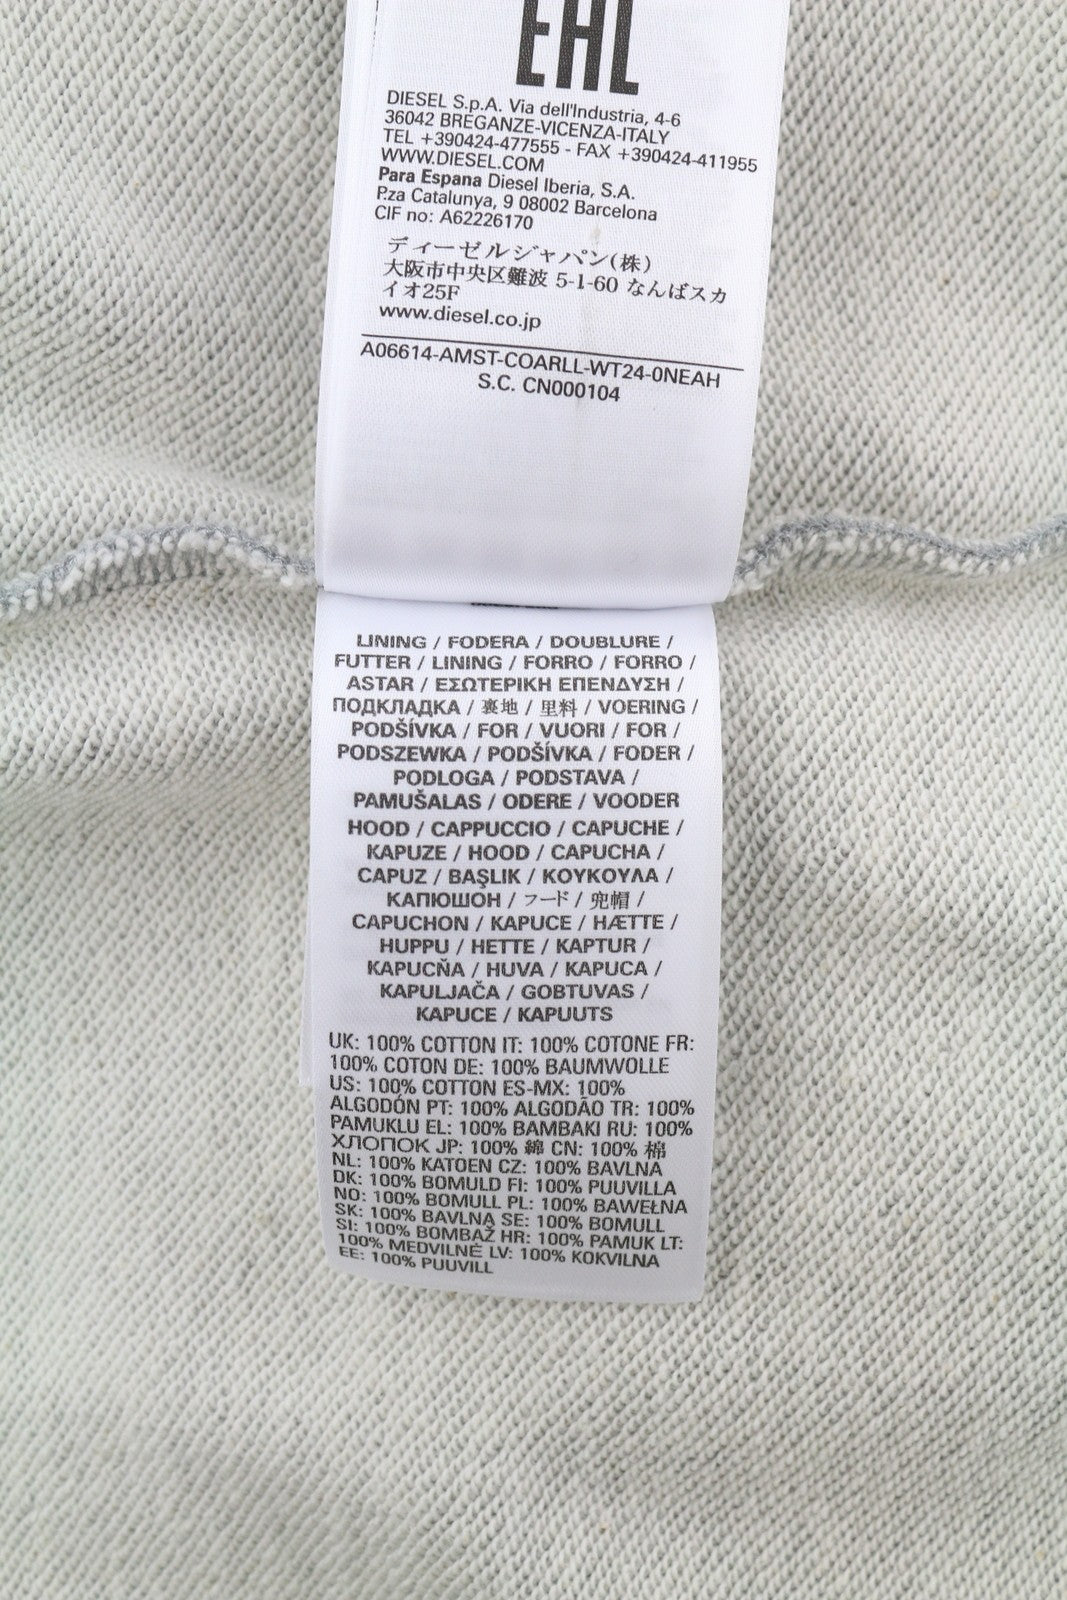 EAC
DIESEL S.p.A. Via dell'Industria, 4-6
36042 BREGANZE-VICENZA-ITALY
TEL +390424-477555 - FAX +390424-411955
WWW.DIESEL.COM
Para Espana Diesel Iberia, S.A.
P.za Catalunya, 9 08002 Barcelona
CIF no: A62226170
ディーゼルジャパン(株)
大阪市中央区難波 5-1-60 なんばスカ
イオ25F
www.diesel.co.jp
A06614-AMST-COARLL-WT24-0NEAH
S.C. CN000104
LINING / FODERA / DOUBLURE /
FUTTER / LINING / FORRO / FORRO /
ASTAR / ΕΣΩΤΕΡΙΚΗ ΕΠΕΝΔΥΣΗ /
ПОДКЛАДКА / 裏地 / 里料 / VOERING /
PODŠÍVKA / FOR / VUORI / FOR /
PODSZEWKA / PODŠÍVKA / FODER /
PODLOGA / PODSTAVA /
PAMUŠALAS / ODERE / VOODER
HOOD / CAPPUCCIO / CAPUCHE /
KAPUZE / HOOD / CAPUCHA /
CAPUZ / BAŞLIK / ΚΟΥΚΟΥΛΑ /
КАПЮШОН / フード / 兜帽 /
CAPUCHON / KAPUCE / HÆTTE /
HUPPU / HETTE / KAPTUR /
KAPUCŇA / HUVA / KAPUCA /
KAPULJAČA / GOBTUVAS /
KAPUCE / KAPUUTS
UK: 100% COTTON IT: 100% COTONE FR:
100% COTON DE: 100% BAUMWOLLE
US: 100% COTTON ES-MX: 100%
ALGODÓN PT: 100% ALGODÃO TR: 100%
PAMUKLU EL: 100% BAMBAKI RU: 100%
ХЛОПОК JP: 100% 綿 CN: 100% 棉
NL: 100% KATOEN CZ: 100% BAVLNA
DK: 100% BOMULD FI: 100% PUUVILLA
NO: 100% BOMULL PL: 100% BAWEŁNA
SK: 100% BAVLNA SE: 100% BOMULL
SI: 100% BOMBAŽ HR: 100% PAMUK LT:
100% MEDVILNĖ LV: 100% KOKVILNA
EE: 100% PUUVILL